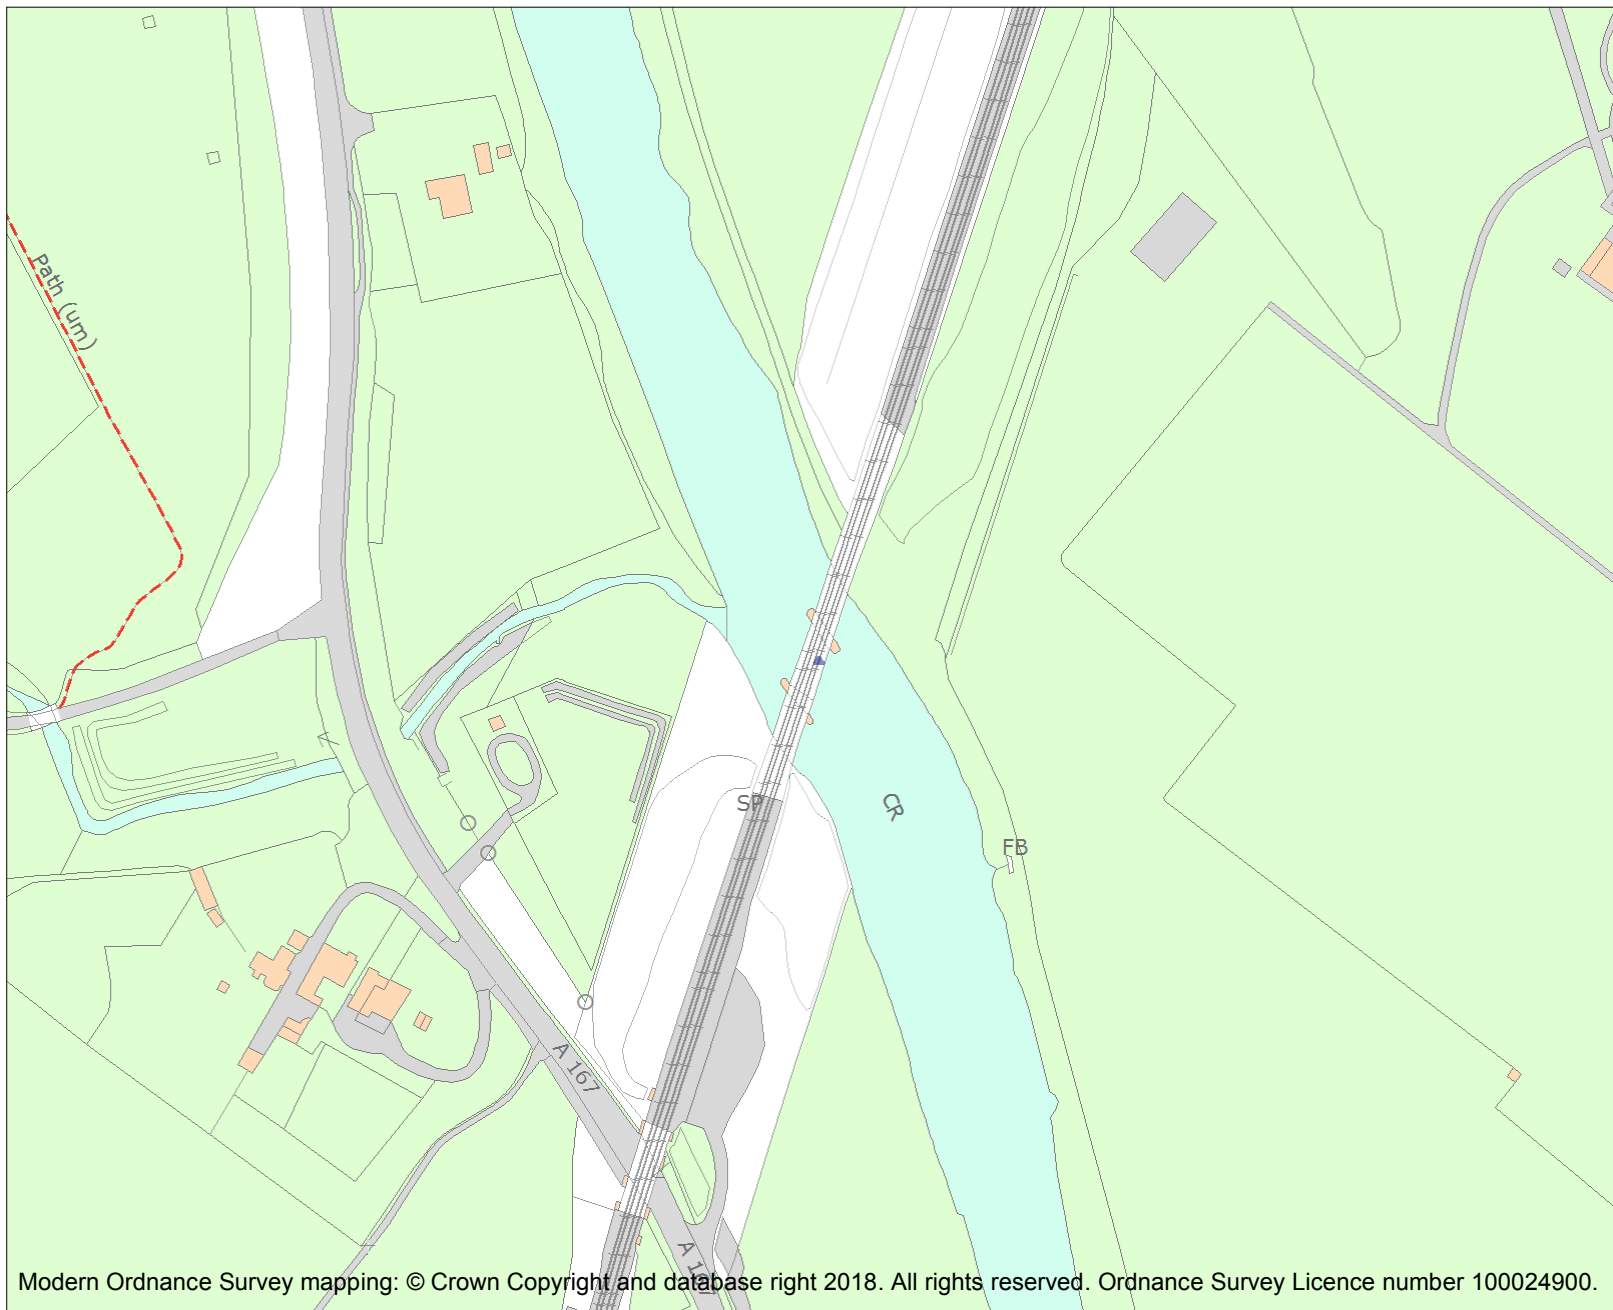 Path (um)
SP
CR
FB
A 167
A 167
Modern Ordnance Survey mapping: © Crown Copyright and database right 2018. All rights reserved. Ordnance Survey Licence number 100024900.